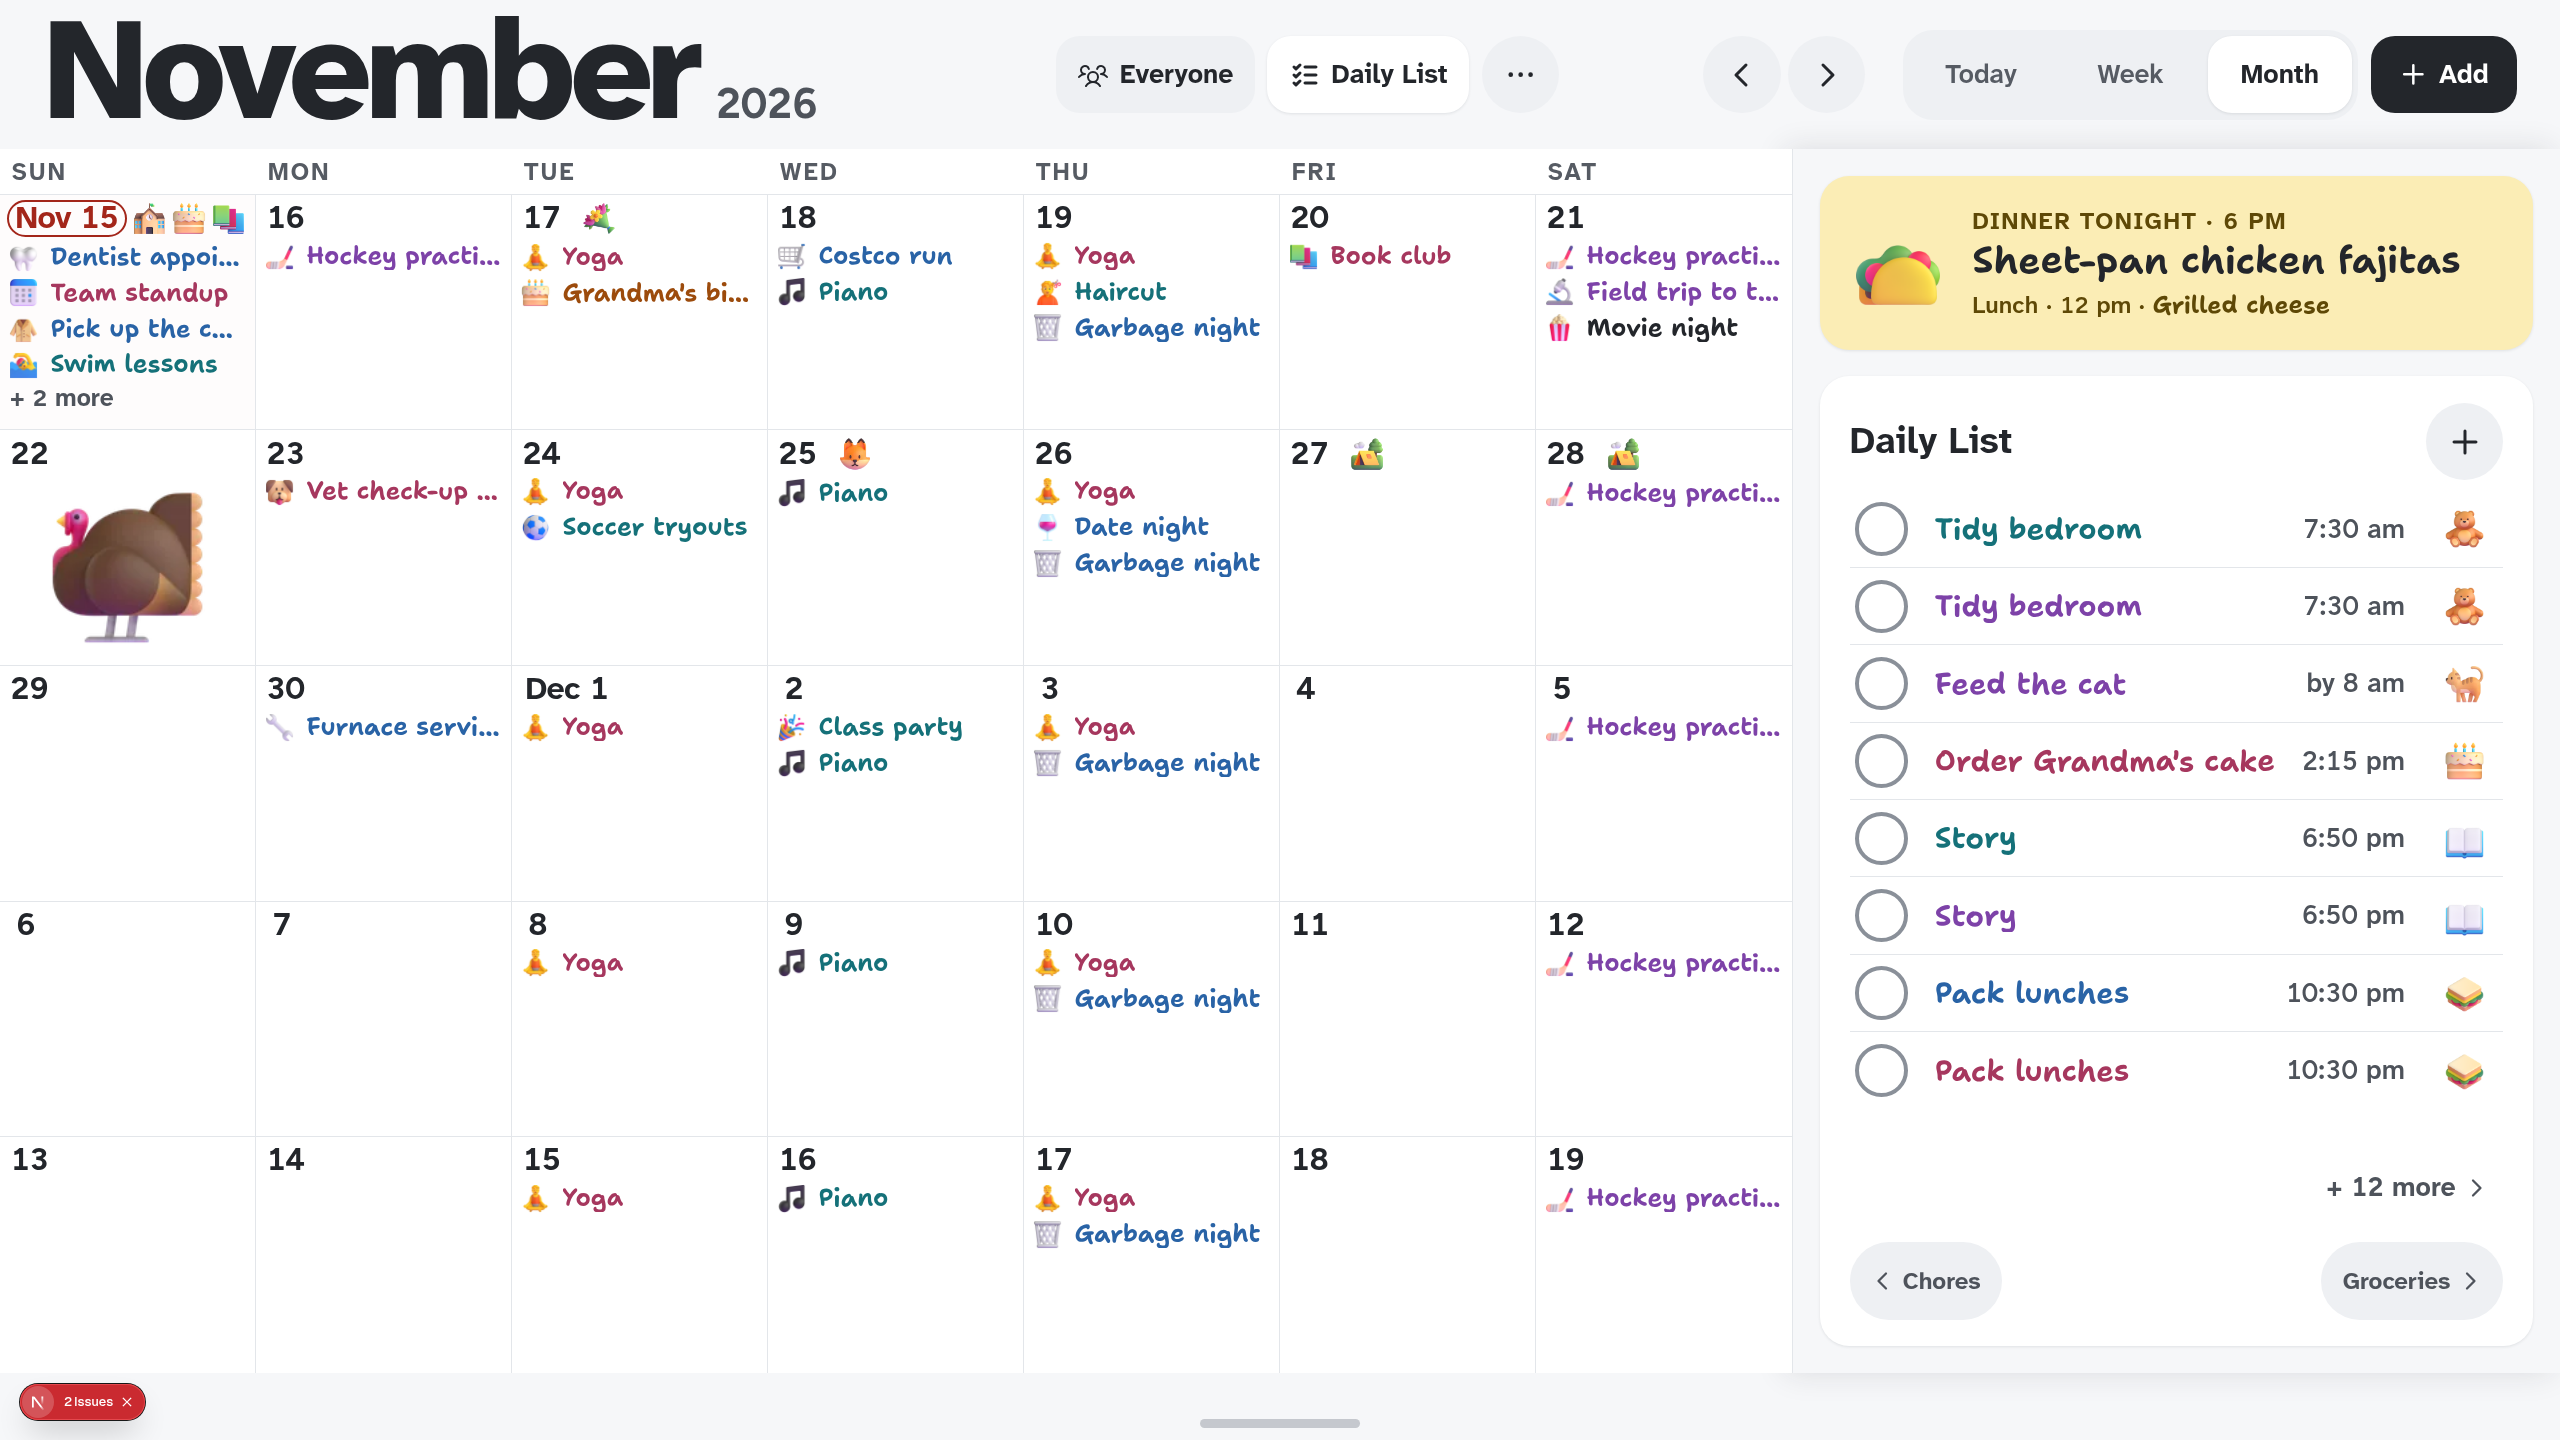 November 2026
Everyone
Daily List
Today
Week
Month
+ Add
SUN MON TUE WED THU FRI SAT
Nov 15
Dentist appoi...
Team standup
Pick up the c...
Swim lessons
+ 2 more
16
Hockey practi...
17
Yoga
Grandma's bi...
18
Costco run
Piano
19
Yoga
Haircut
Garbage night
20
Book club
21
Hockey practi...
Field trip to t...
Movie night
22
23
Vet check-up ...
24
Yoga
Soccer tryouts
25
Piano
26
Yoga
Date night
Garbage night
27
28
Hockey practi...
29
30
Furnace servi...
Dec 1
Yoga
2
Class party
Piano
3
Yoga
Garbage night
4
5
Hockey practi...
6
7
8
Yoga
9
Piano
10
Yoga
Garbage night
11
12
Hockey practi...
13
14
15
Yoga
16
Piano
17
Yoga
Garbage night
18
19
Hockey practi...
DINNER TONIGHT · 6 PM
Sheet-pan chicken fajitas
Lunch · 12 pm · Grilled cheese
Daily List
Tidy bedroom 7:30 am
Tidy bedroom 7:30 am
Feed the cat by 8 am
Order Grandma's cake 2:15 pm
Story 6:50 pm
Story 6:50 pm
Pack lunches 10:30 pm
Pack lunches 10:30 pm
+ 12 more
Chores
Groceries
N 2 Issues